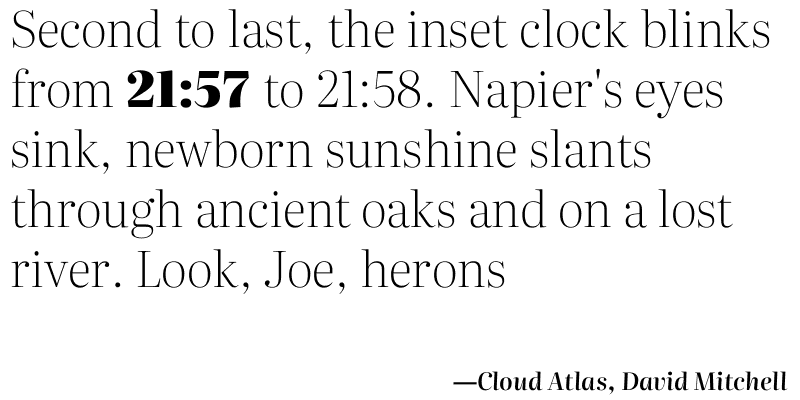 Second to last, the inset clock blinks
from 21:57 to 21:58. Napier's eyes
sink, newborn sunshine slants
through ancient oaks and on a lost
river. Look, Joe, herons
—Cloud Atlas, David Mitchell